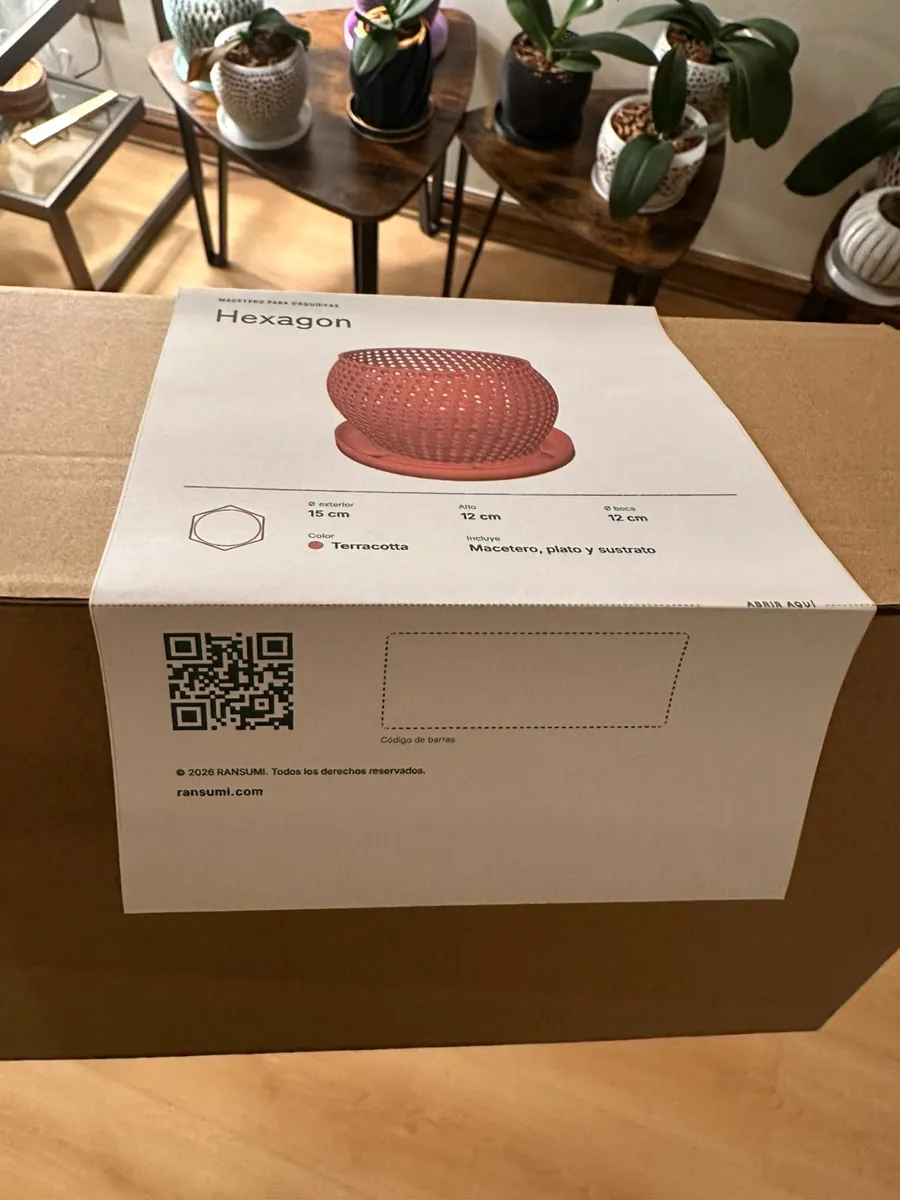 MACETERO PARA ORQUÍDEAS
Hexagon
Ø exterior
15 cm
Alto
12 cm
Ø boca
12 cm
Color
Terracotta
Incluye
Macetero, plato y sustrato
ABRIR AQUÍ
Código de barras
© 2026 RANSUMI. Todos los derechos reservados.
ransumi.com